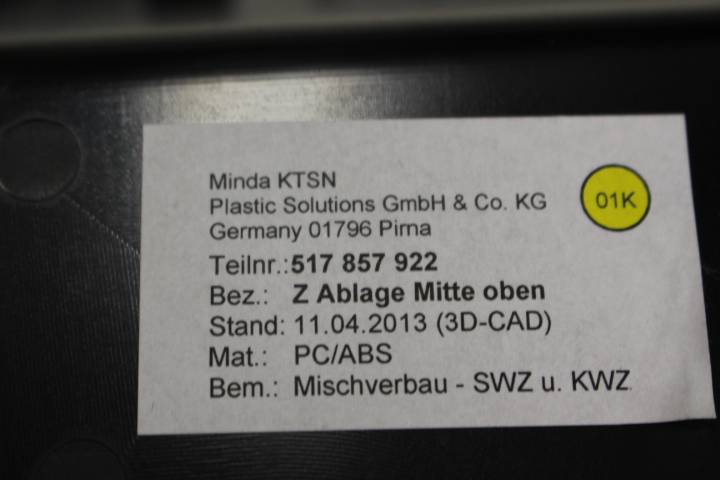 Minda KTSN
Plastic Solutions GmbH & Co. KG
Germany 01796 Pirna
01K
Teilnr.:517 857 922
Bez.: Z Ablage Mitte oben
Stand: 11.04.2013 (3D-CAD)
Mat.: PC/ABS
Bem.: Mischverbau - SWZ u. KWZ